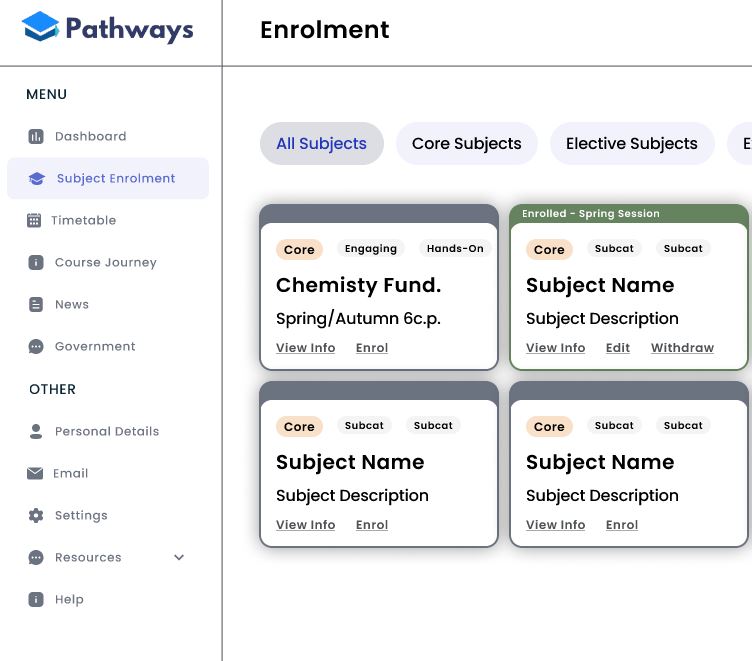 Pathways
Enrolment
MENU
Dashboard
Subject Enrolment
Timetable
Course Journey
News
Government
OTHER
Personal Details
Email
Settings
Resources
Help
All Subjects
Core Subjects
Elective Subjects
Core
Engaging
Hands-On
Chemisty Fund.
Spring/Autumn 6c.p.
View Info
Enrol
Enrolled - Spring Session
Core
Subcat
Subcat
Subject Name
Subject Description
View Info
Edit
Withdraw
Core
Subcat
Subcat
Subject Name
Subject Description
View Info
Enrol
Core
Subcat
Subcat
Subject Name
Subject Description
View Info
Enrol